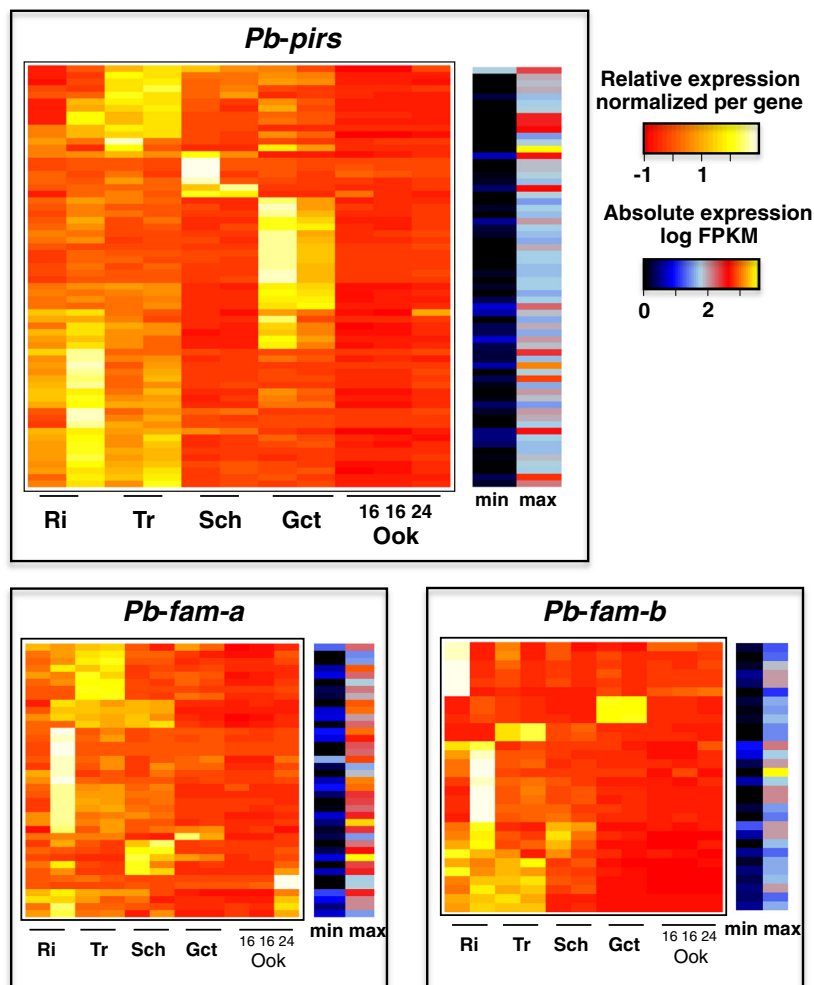 Pb-pirs
Relative expression
normalized per gene
-1 1
Absolute expression
log FPKM
0 2
min max
Ri Tr Sch Gct 16 16 24
Ook
Pb-fam-a
min max
Ri Tr Sch Gct 16 16 24
Ook
Pb-fam-b
min max
Ri Tr Sch Gct 16 16 24
Ook